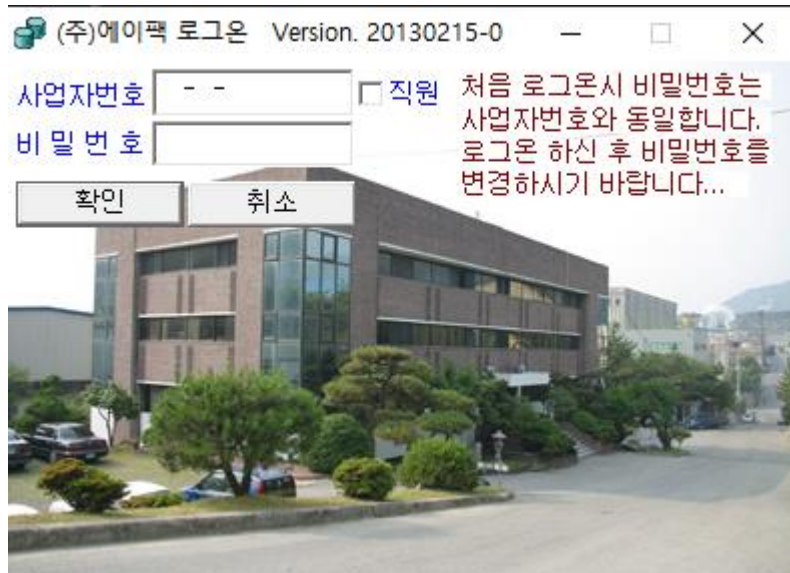 (주)에이팩 로그온 Version. 20130215-0
사업자번호 - - 직원
비 밀 번 호
확인 취소
처음 로그온시 비밀번호는
사업자번호와 동일합니다.
로그온 하신 후 비밀번호를
변경하시기 바랍니다...